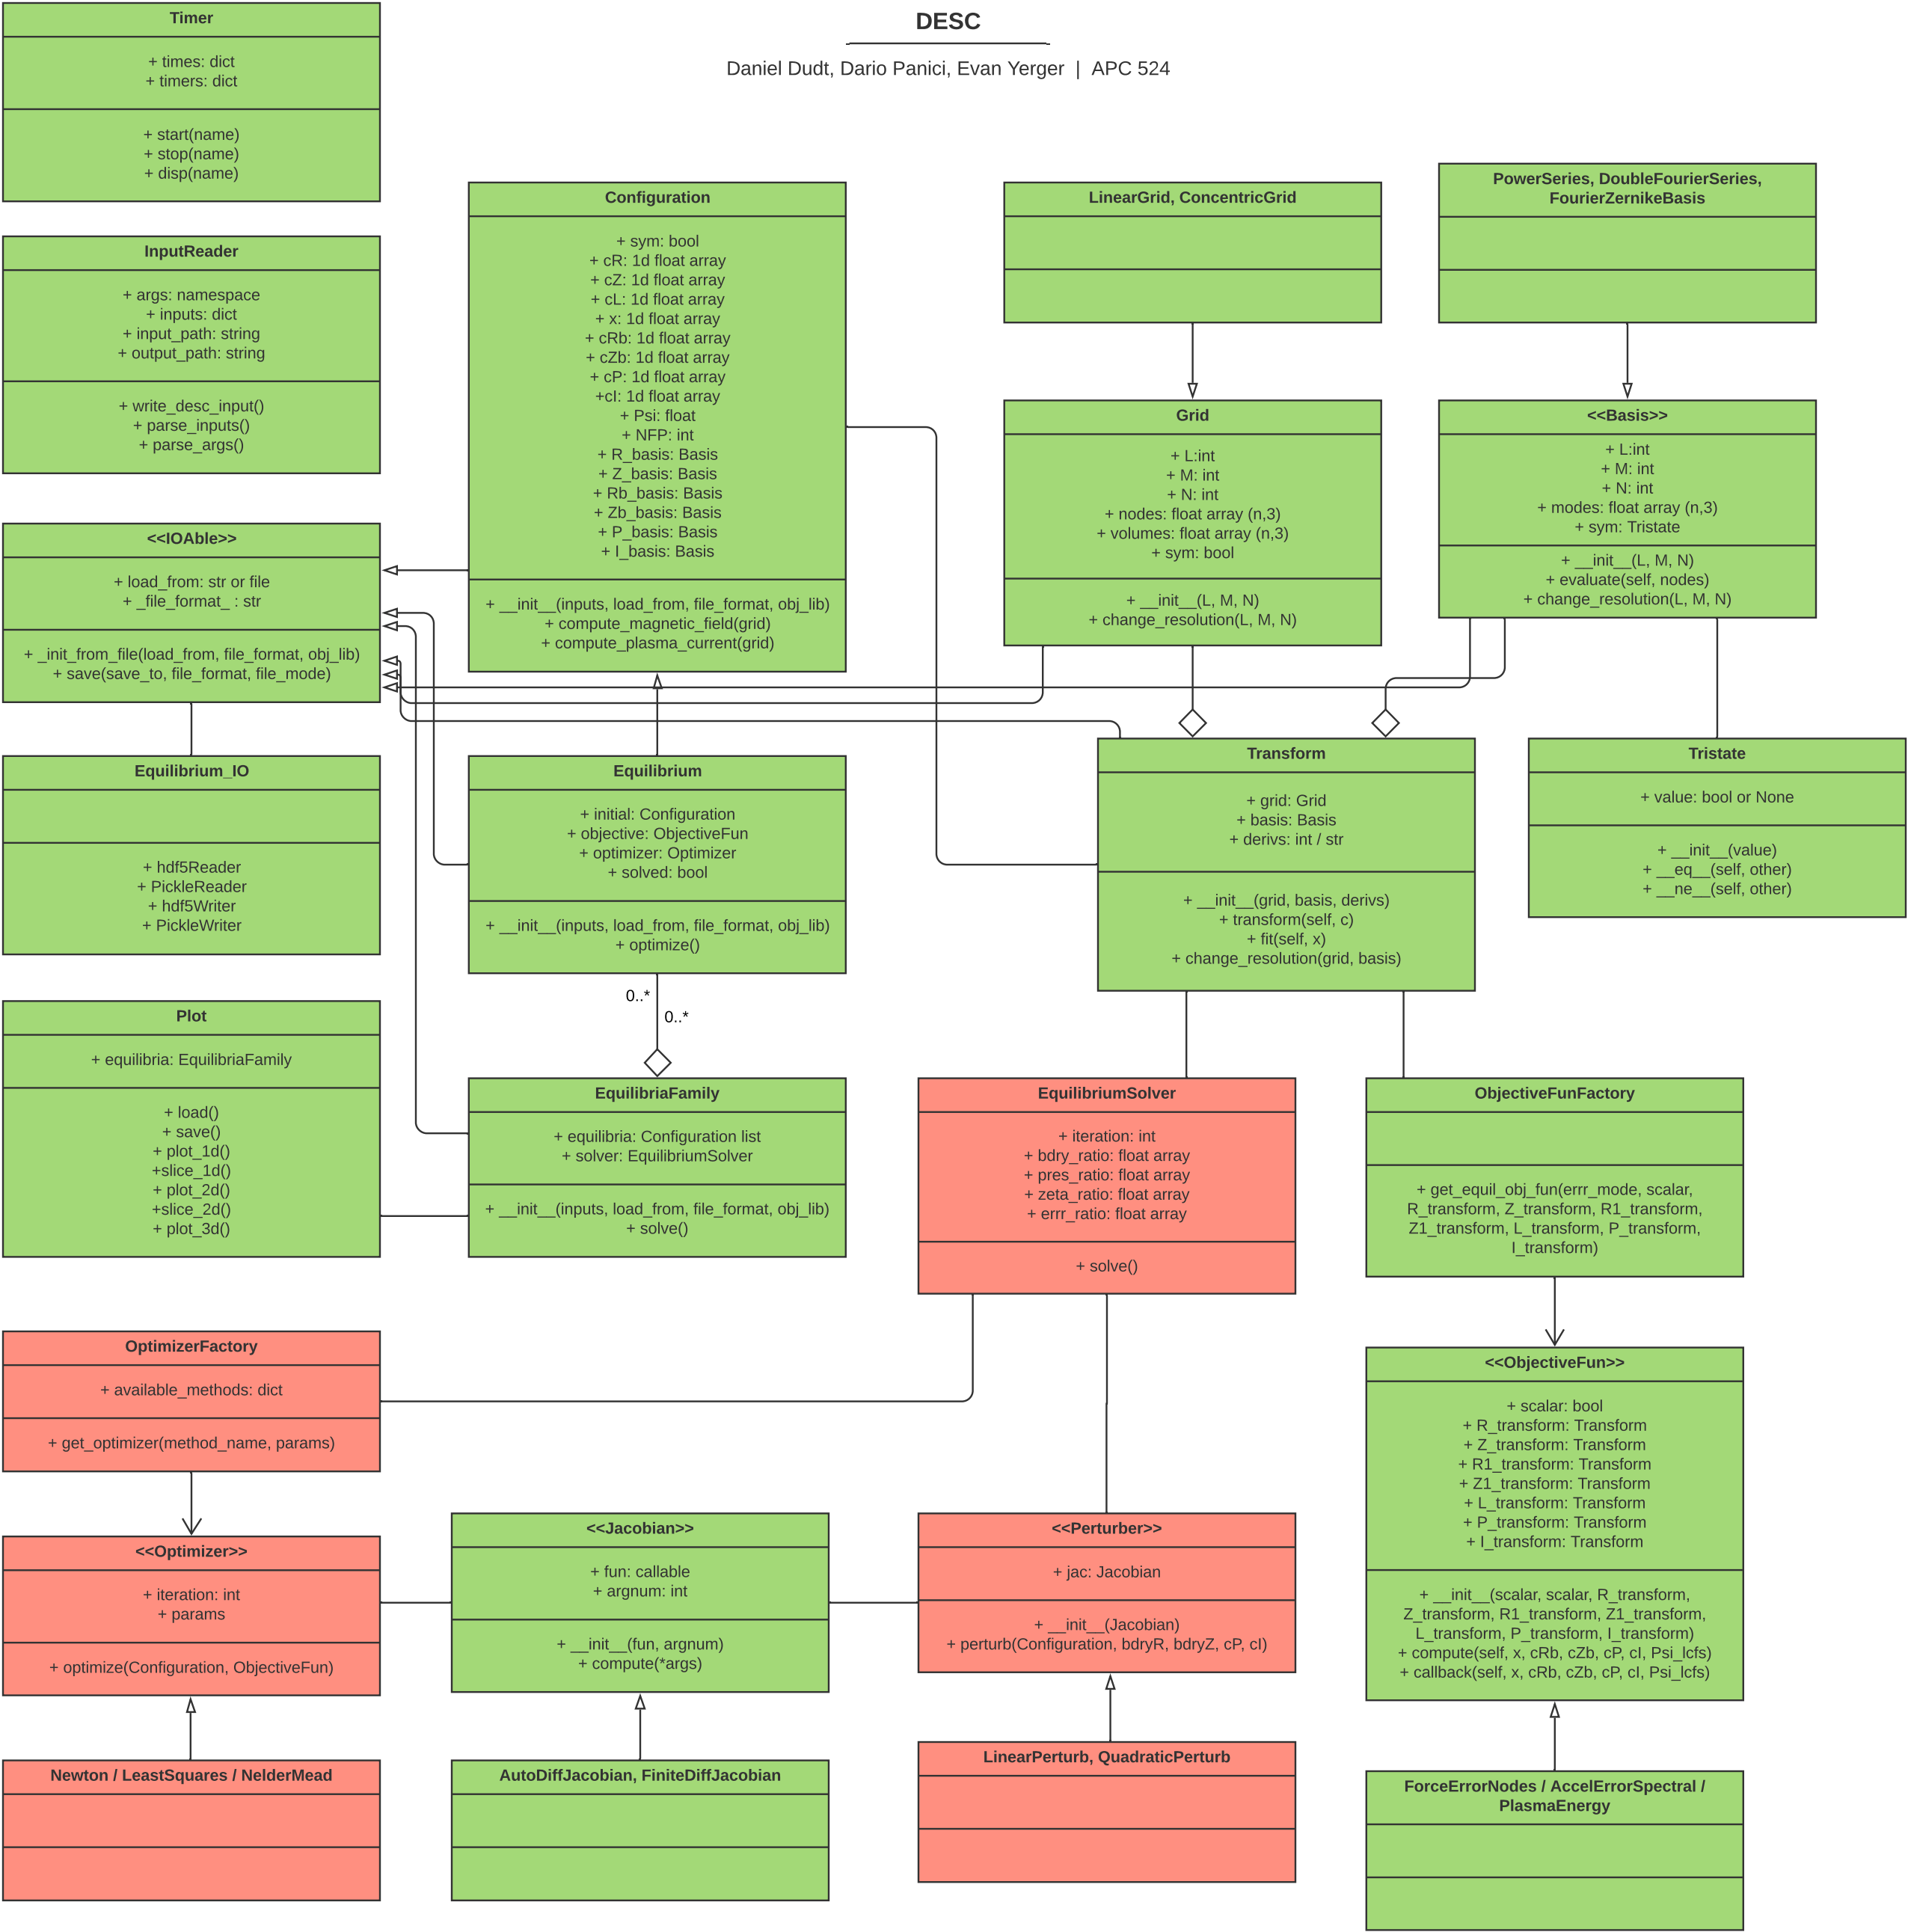 DESC
Daniel Dudt, Dario Panici, Evan Yerger | APC 524
Timer
+ times: dict
+ timers: dict
+ start(name)
+ stop(name)
+ disp(name)
InputReader
+ args: namespace
+ inputs: dict
+ input_path: string
+ output_path: string
+ write_desc_input()
+ parse_inputs()
+ parse_args()
<<IOAble>>
+ load_from: str or file
+ _file_format_ : str
+ _init_from_file(load_from, file_format, obj_lib)
+ save(save_to, file_format, file_mode)
Equilibrium_IO
+ hdf5Reader
+ PickleReader
+ hdf5Writer
+ PickleWriter
Plot
+ equilibria: EquilibriaFamily
+ load()
+ save()
+ plot_1d()
+slice_1d()
+ plot_2d()
+slice_2d()
+ plot_3d()
Configuration
+ sym: bool
+ cR: 1d float array
+ cZ: 1d float array
+ cL: 1d float array
+ x: 1d float array
+ cRb: 1d float array
+ cZb: 1d float array
+ cP: 1d float array
+cI: 1d float array
+ Psi: float
+ NFP: int
+ R_basis: Basis
+ Z_basis: Basis
+ Rb_basis: Basis
+ Zb_basis: Basis
+ P_basis: Basis
+ I_basis: Basis
+ __init__(inputs, load_from, file_format, obj_lib)
+ compute_magnetic_field(grid)
+ compute_plasma_current(grid)
Equilibrium
+ initial: Configuration
+ objective: ObjectiveFun
+ optimizer: Optimizer
+ solved: bool
+ __init__(inputs, load_from, file_format, obj_lib)
+ optimize()
0..*
0..*
EquilibriaFamily
+ equilibria: Configuration list
+ solver: EquilibriumSolver
+ __init__(inputs, load_from, file_format, obj_lib)
+ solve()
LinearGrid, ConcentricGrid
Grid
+ L:int
+ M: int
+ N: int
+ nodes: float array (n,3)
+ volumes: float array (n,3)
+ sym: bool
+ __init__(L, M, N)
+ change_resolution(L, M, N)
PowerSeries, DoubleFourierSeries,
FourierZernikeBasis
<<Basis>>
+ L:int
+ M: int
+ N: int
+ modes: float array (n,3)
+ sym: Tristate
+ __init__(L, M, N)
+ evaluate(self, nodes)
+ change_resolution(L, M, N)
Transform
+ grid: Grid
+ basis: Basis
+ derivs: int / str
+ __init__(grid, basis, derivs)
+ transform(self, c)
+ fit(self, x)
+ change_resolution(grid, basis)
Tristate
+ value: bool or None
+ __init__(value)
+ __eq__(self, other)
+ __ne__(self, other)
EquilibriumSolver
+ iteration: int
+ bdry_ratio: float array
+ pres_ratio: float array
+ zeta_ratio: float array
+ errr_ratio: float array
+ solve()
ObjectiveFunFactory
+ get_equil_obj_fun(errr_mode, scalar,
R_transform, Z_transform, R1_transform,
Z1_transform, L_transform, P_transform,
I_transform)
OptimizerFactory
+ available_methods: dict
+ get_optimizer(method_name, params)
<<Optimizer>>
+ iteration: int
+ params
+ optimize(Configuration, ObjectiveFun)
Newton / LeastSquares / NelderMead
<<Jacobian>>
+ fun: callable
+ argnum: int
+ __init__(fun, argnum)
+ compute(*args)
AutoDiffJacobian, FiniteDiffJacobian
<<Perturber>>
+ jac: Jacobian
+ __init__(Jacobian)
+ perturb(Configuration, bdryR, bdryZ, cP, cI)
LinearPerturb, QuadraticPerturb
<<ObjectiveFun>>
+ scalar: bool
+ R_transform: Transform
+ Z_transform: Transform
+ R1_transform: Transform
+ Z1_transform: Transform
+ L_transform: Transform
+ P_transform: Transform
+ I_transform: Transform
+ __init__(scalar, scalar, R_transform,
Z_transform, R1_transform, Z1_transform,
L_transform, P_transform, I_transform)
+ compute(self, x, cRb, cZb, cP, cI, Psi_lcfs)
+ callback(self, x, cRb, cZb, cP, cI, Psi_lcfs)
ForceErrorNodes / AccelErrorSpectral /
PlasmaEnergy